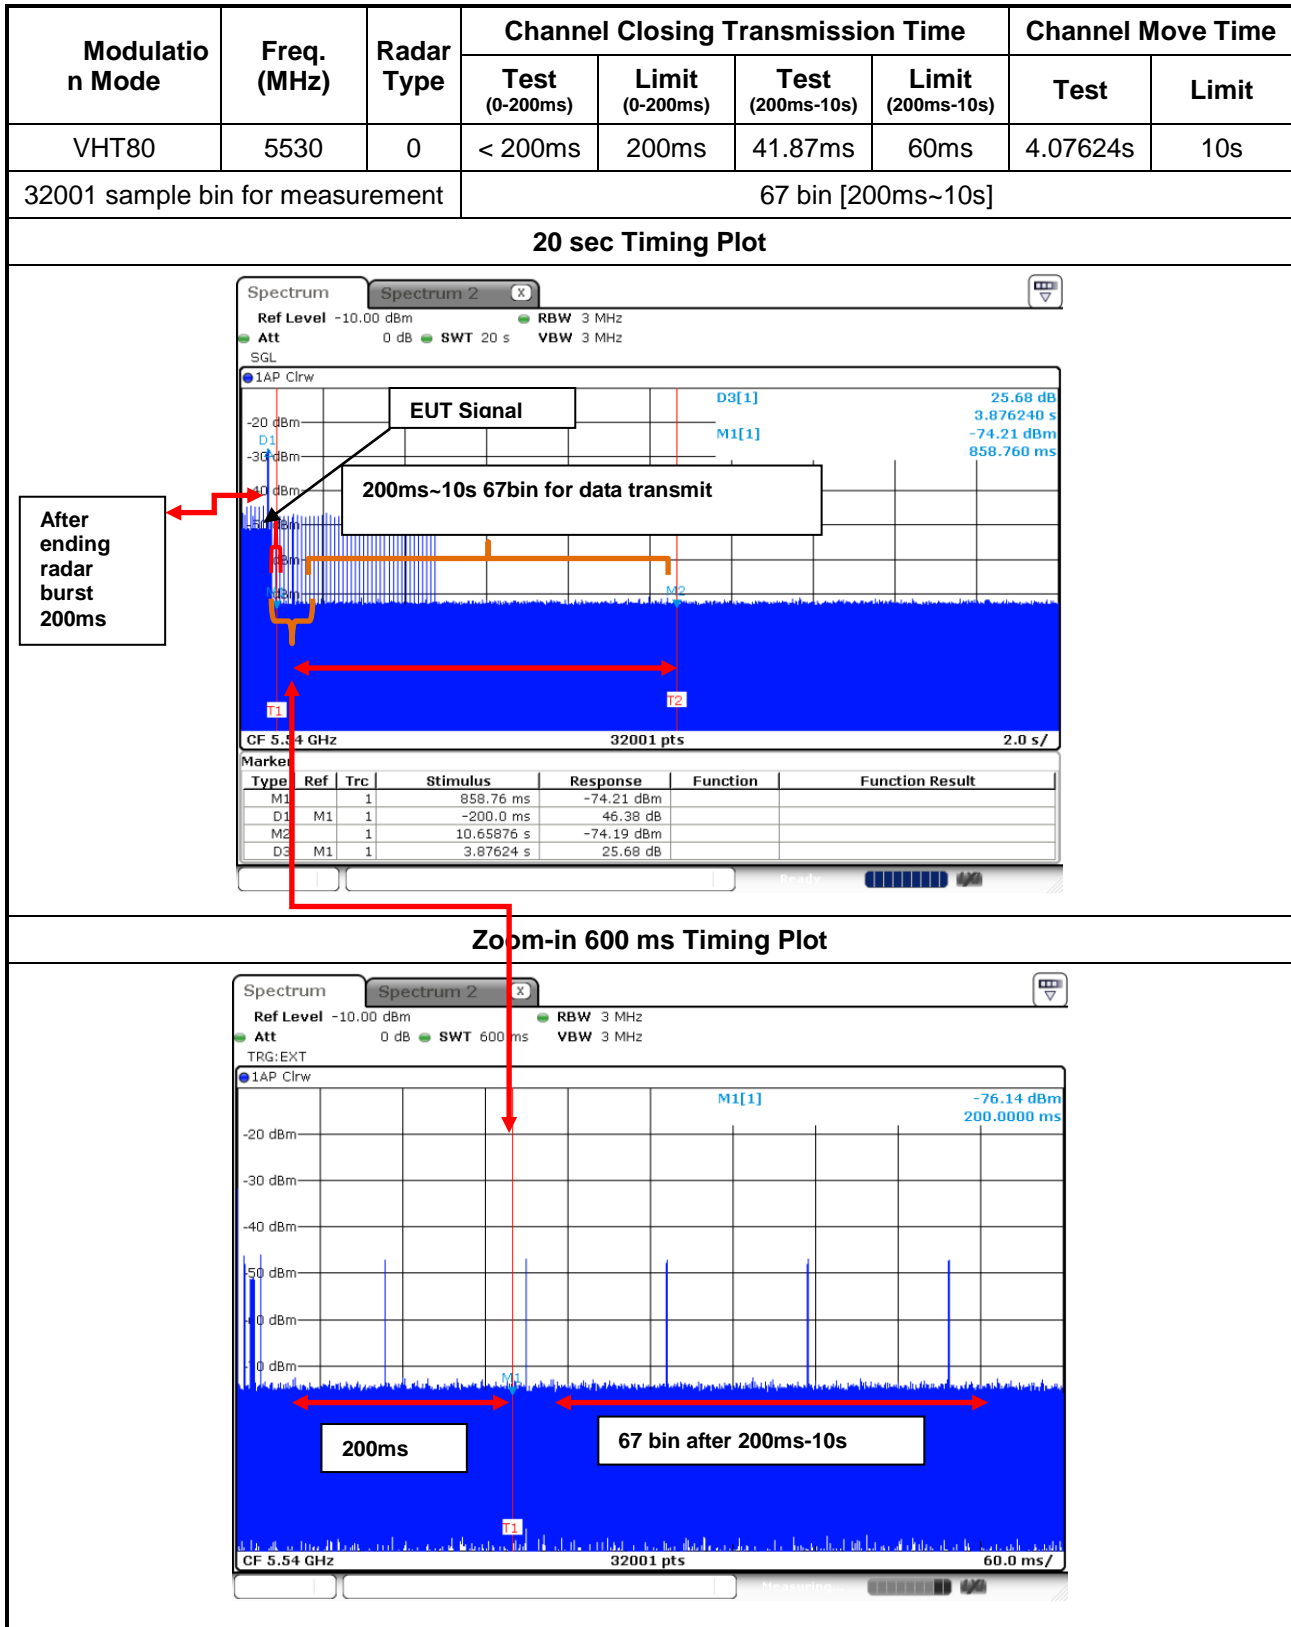 Modulatio
n Mode
Freq.
(MHz)
Radar
Type
Channel Closing Transmission Time
Channel Move Time
Test
(0-200ms)
Limit
(0-200ms)
Test
(200ms-10s)
Limit
(200ms-10s)
Test
Limit
VHT80 5530 0 < 200ms 200ms 41.87ms 60ms 4.07624s 10s
32001 sample bin for measurement 67 bin [200ms~10s]
20 sec Timing Plot
Spectrum Spectrum 2 X
Ref Level -10.00 dBm RBW 3 MHz
Att 0 dB SWT 20 s VBW 3 MHz
SGL
1AP Clrw
D3[1] 25.68 dB
3.876240 s
M1[1] -74.21 dBm
858.760 ms
EUT Signal
-20 dBm
D1
-30 dBm
200ms~10s 67bin for data transmit
After
ending
radar
burst
200ms
M2
T1
T2
CF 5.54 GHz 32001 pts 2.0 s/
Marker
Type Ref Trc Stimulus Response Function Function Result
M1 1 858.76 ms -74.21 dBm
D1 M1 1 -200.0 ms 46.38 dB
M2 1 10.65876 s -74.19 dBm
D3 M1 1 3.87624 s 25.68 dB
Ready
Zoom-in 600 ms Timing Plot
Spectrum Spectrum 2 X
Ref Level -10.00 dBm RBW 3 MHz
Att 0 dB SWT 600 ms VBW 3 MHz
TRG:EXT
1AP Clrw
M1[1] -76.14 dBm
200.0000 ms
-20 dBm
-30 dBm
-40 dBm
-50 dBm
M1
200ms
67 bin after 200ms-10s
T1
CF 5.54 GHz 32001 pts 60.0 ms/
Measuring...